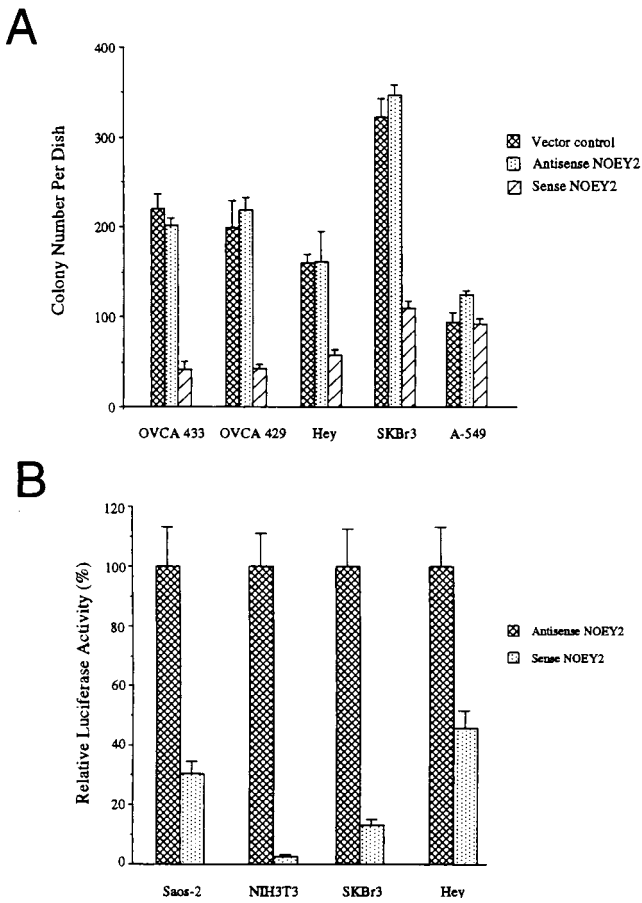 A
Colony Number Per Dish
400
300
200
100
0
OVCA 433 OVCA 429 Hey SKBr3 A-549
Vector control
Antisense NOEY2
Sense NOEY2
B
Relative Luciferase Activity (%)
120
100
80
60
40
20
0
Saos-2 NIH3T3 SKBr3 Hey
Antisense NOEY2
Sense NOEY2